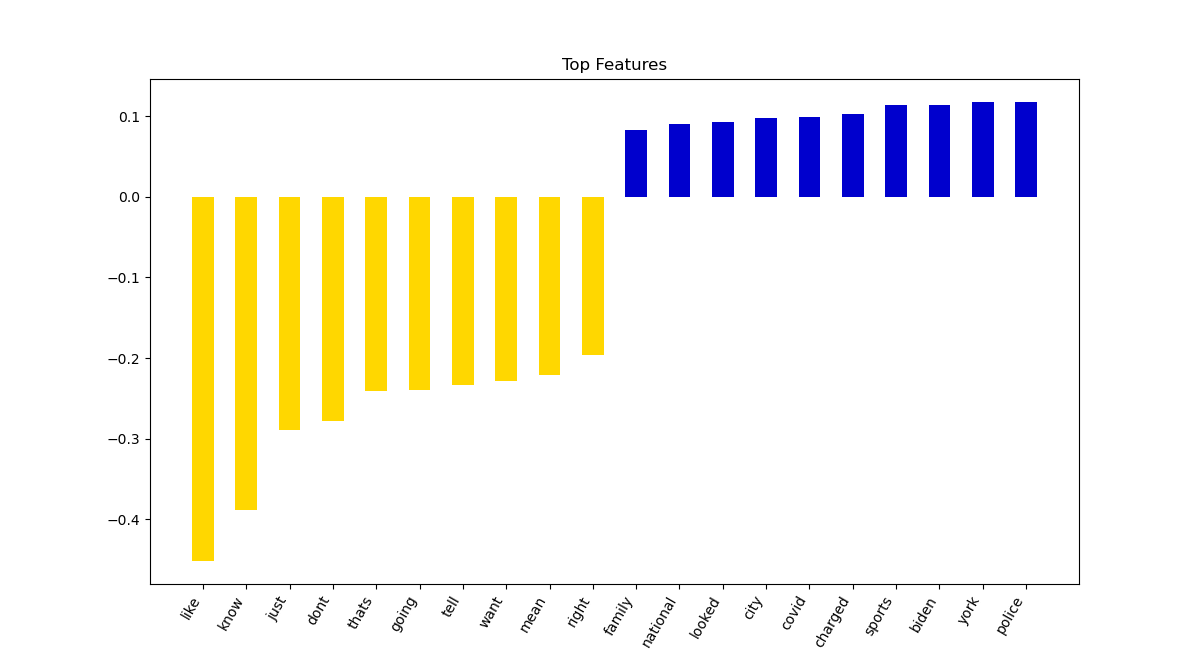 Top Features
0.1
0.0
−0.1
−0.2
−0.3
−0.4
like
know
just
dont
thats
going
tell
want
mean
right
family
national
looked
city
covid
charged
sports
biden
york
police